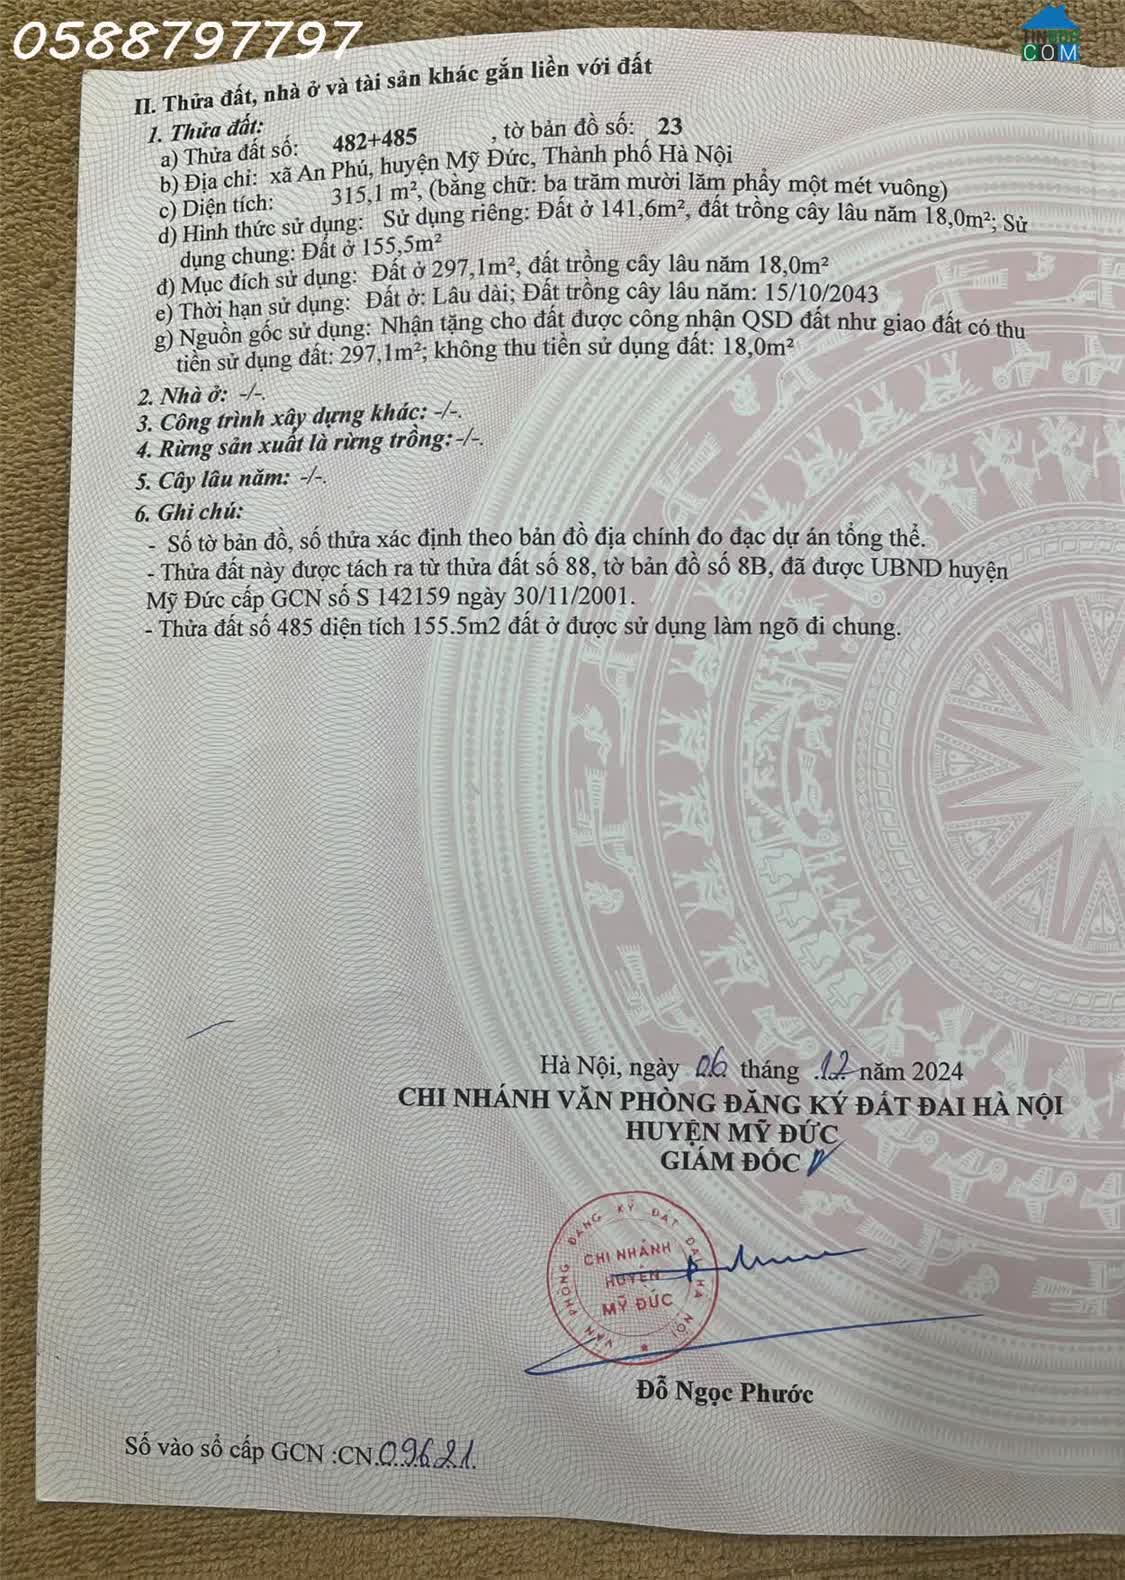 0588797797
TINBDS
COM
II. Thửa đất, nhà ở và tài sản khác gắn liền với đất
1. Thửa đất:
a) Thửa đất số: 482+485 , tờ bản đồ số: 23
b) Địa chỉ: xã An Phú, huyện Mỹ Đức, Thành phố Hà Nội
c) Diện tích: 315,1 m², (bằng chữ: ba trăm mười lăm phẩy một mét vuông)
d) Hình thức sử dụng: Sử dụng riêng: Đất ở 141,6m², đất trồng cây lâu năm 18,0m²; Sử
dụng chung: Đất ở 155,5m²
đ) Mục đích sử dụng: Đất ở 297,1m², đất trồng cây lâu năm 18,0m²
e) Thời hạn sử dụng: Đất ở: Lâu dài; Đất trồng cây lâu năm: 15/10/2043
g) Nguồn gốc sử dụng: Nhận tặng cho đất được công nhận QSD đất như giao đất có thu
tiền sử dụng đất: 297,1m²; không thu tiền sử dụng đất: 18,0m²
2. Nhà ở: -/-.
3. Công trình xây dựng khác: -/-.
4. Rừng sản xuất là rừng trồng: -/-.
5. Cây lâu năm: -/-.
6. Ghi chú:
- Số tờ bản đồ, số thửa xác định theo bản đồ địa chính đo đạc dự án tổng thể.
- Thửa đất này được tách ra từ thửa đất số 88, tờ bản đồ số 8B, đã được UBND huyện
Mỹ Đức cấp GCN số S 142159 ngày 30/11/2001.
- Thửa đất số 485 diện tích 155.5m2 đất ở được sử dụng làm ngõ đi chung.
Hà Nội, ngày 06 tháng 12 năm 2024
CHI NHÁNH VĂN PHÒNG ĐĂNG KÝ ĐẤT ĐAI HÀ NỘI
HUYỆN MỸ ĐỨC
GIÁM ĐỐC
VĂN PHÒNG ĐĂNG KÝ ĐẤT ĐAI HÀ NỘI
CHI NHÁNH
HUYỆN
MỸ ĐỨC
Đỗ Ngọc Phước
Số vào sổ cấp GCN :CN.09621.